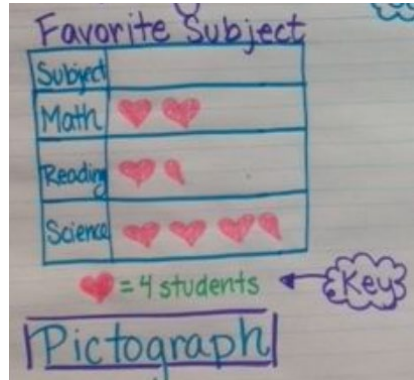 Favorite Subject
Subject
Math
Reading
Science
= 4 students
Key
Pictograph